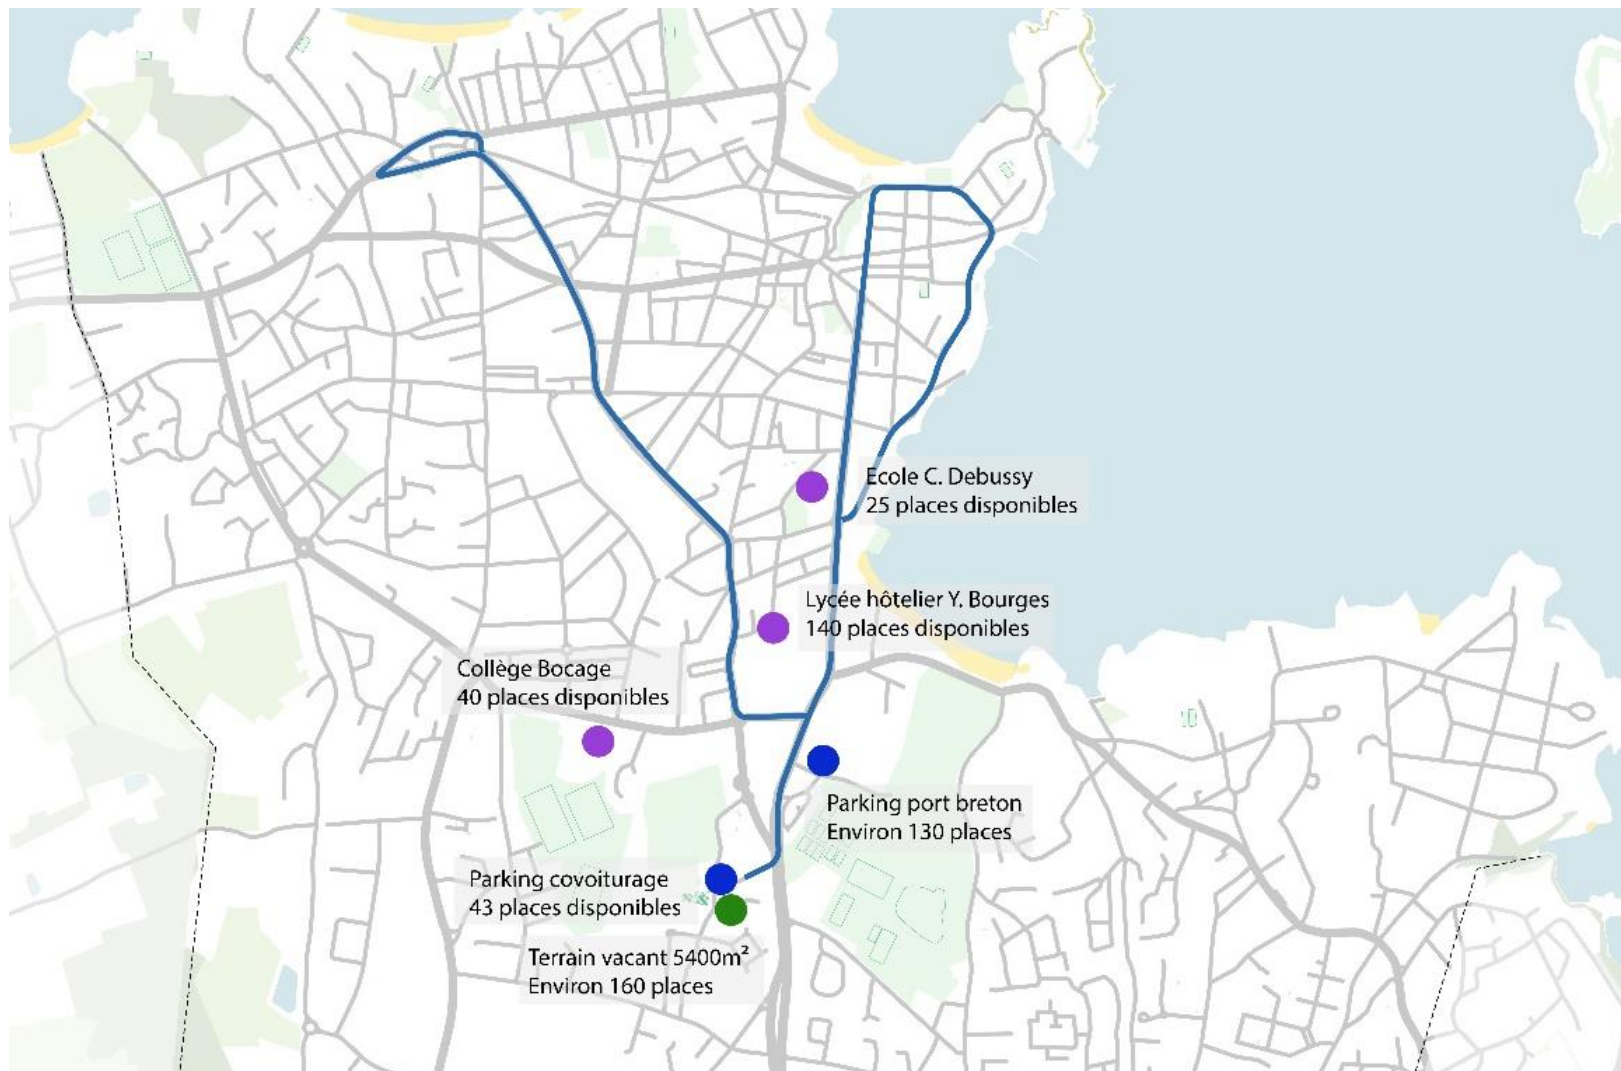 Ecole C. Debussy
25 places disponibles
Lycée hôtelier Y. Bourges
140 places disponibles
Collège Bocage
40 places disponibles
Parking port breton
Environ 130 places
Parking covoiturage
43 places disponibles
Terrain vacant 5400m²
Environ 160 places